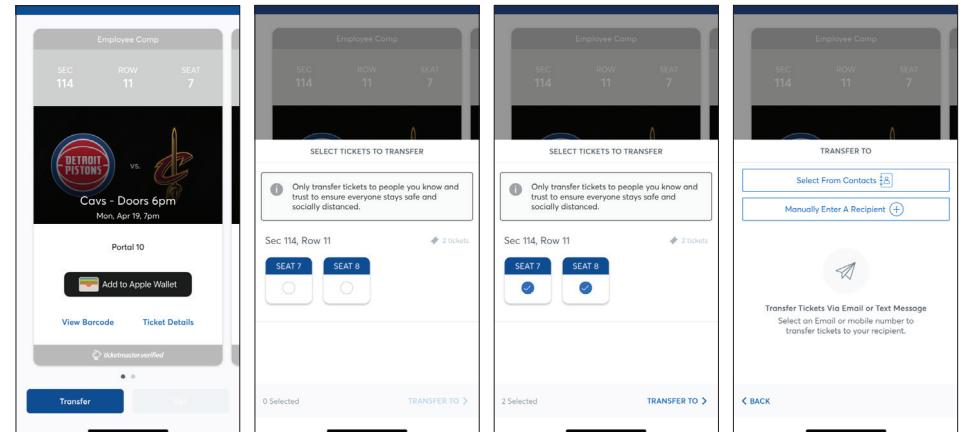 Employee Comp
SEC ROW SEAT
114 11 7
DETROIT
PISTONS
VS.
Cavs - Doors 6pm
Mon, Apr 19, 7pm
Portal 10
Add to Apple Wallet
View Barcode Ticket Details
ticketmaster.verified
Transfer
Employee Comp
SEC ROW SEAT
114 11 7
SELECT TICKETS TO TRANSFER
Only transfer tickets to people you know and
trust to ensure everyone stays safe and
socially distanced.
Sec 114, Row 11 2 tickets
SEAT 7 SEAT 8
0 Selected TRANSFER TO
Employee Comp
SEC ROW SEAT
114 11 7
SELECT TICKETS TO TRANSFER
Only transfer tickets to people you know and
trust to ensure everyone stays safe and
socially distanced.
Sec 114, Row 11 2 tickets
SEAT 7 SEAT 8
2 Selected TRANSFER TO
Employee Comp
SEC ROW SEAT
114 11 7
TRANSFER TO
Select From Contacts
Manually Enter A Recipient
Transfer Tickets Via Email or Text Message
Select an Email or mobile number to
transfer tickets to your recipient.
BACK